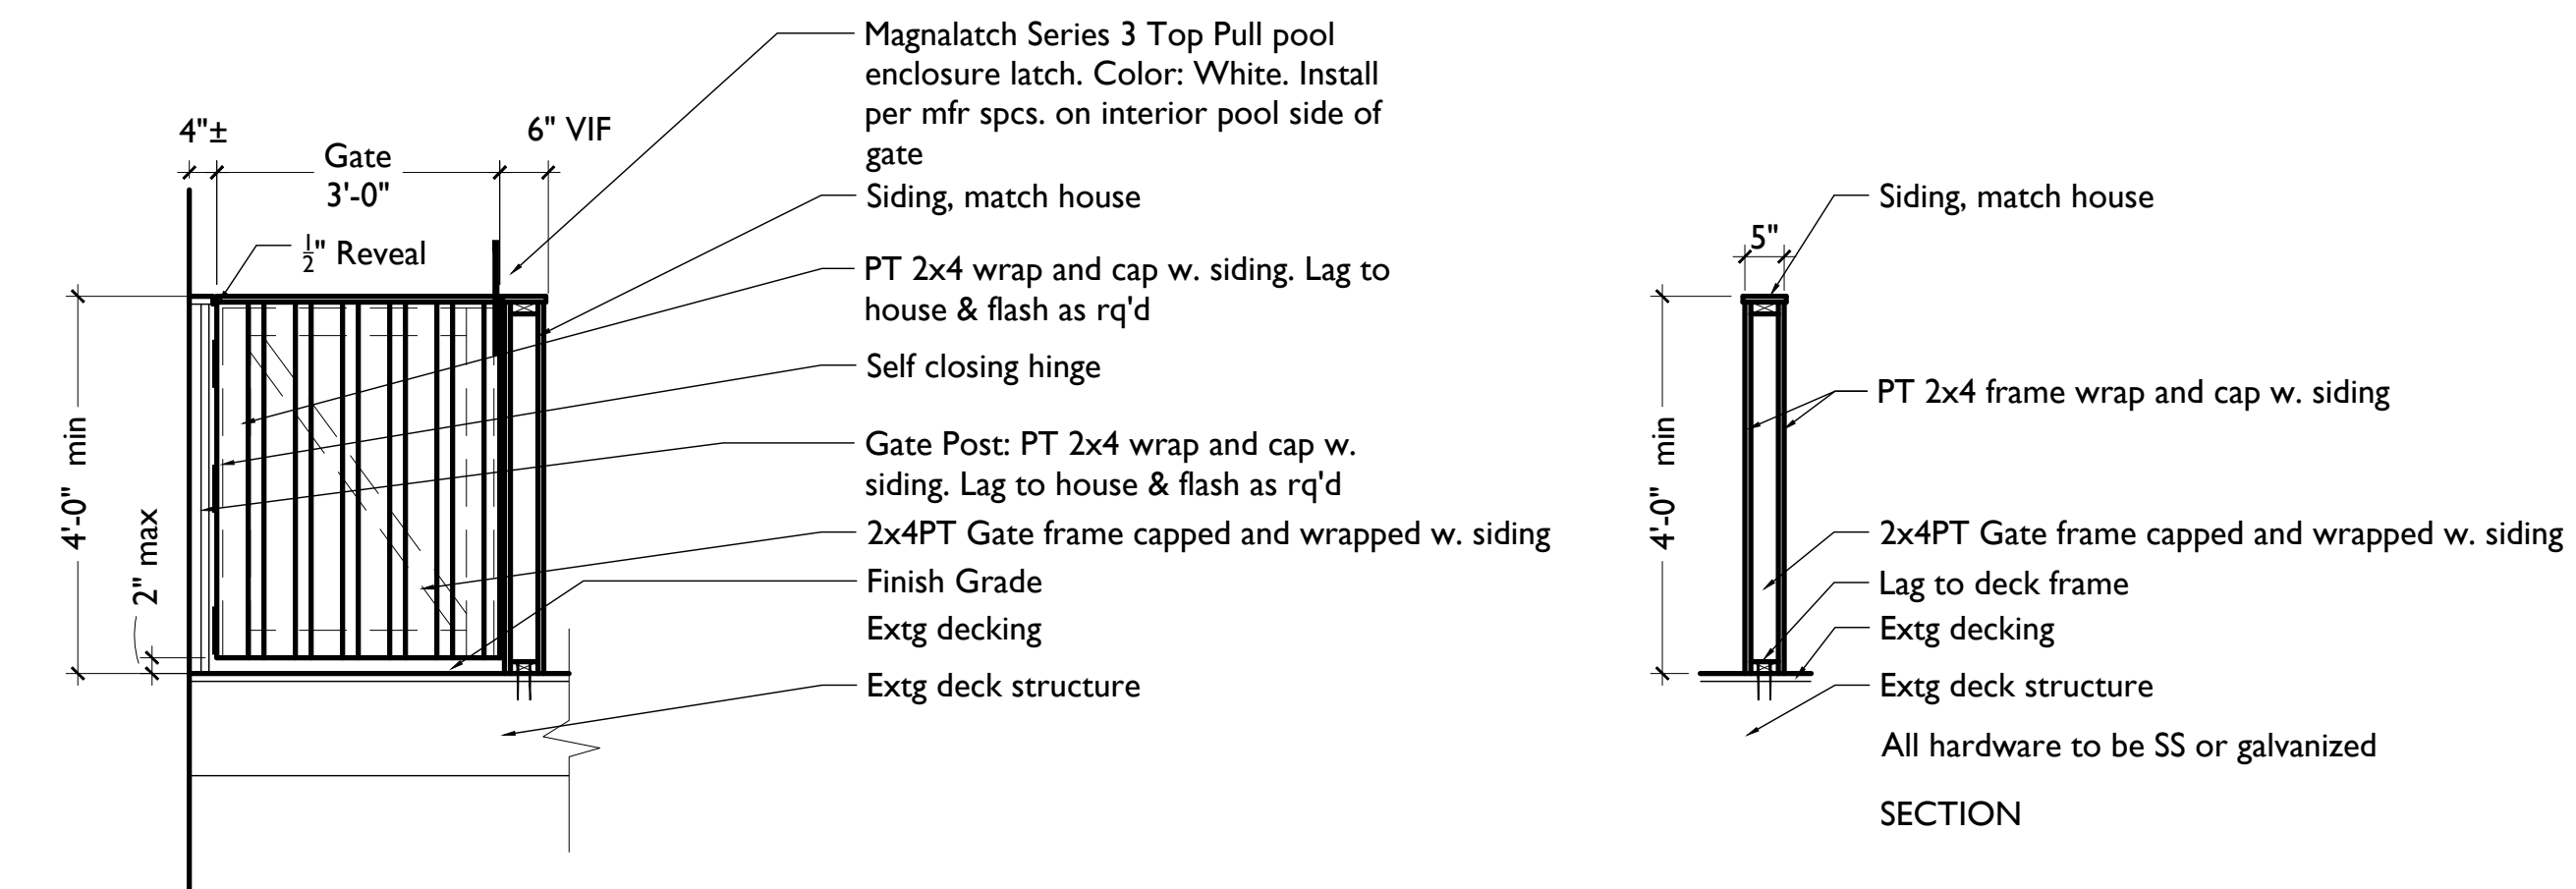 Magnalatch Series 3 Top Pull pool
enclosure latch. Color: White. Install
per mfr spcs. on interior pool side of
gate
4"±
Gate
3'-0"
6" VIF
Siding, match house
1/2" Reveal
PT 2x4 wrap and cap w. siding. Lag to
house & flash as rq'd
Self closing hinge
Gate Post: PT 2x4 wrap and cap w.
siding. Lag to house & flash as rq'd
2x4PT Gate frame capped and wrapped w. siding
Finish Grade
Extg decking
Extg deck structure
4'-0" min
2" max
Siding, match house
5"
PT 2x4 frame wrap and cap w. siding
4'-0" min
2x4PT Gate frame capped and wrapped w. siding
Lag to deck frame
Extg decking
Extg deck structure
All hardware to be SS or galvanized
SECTION